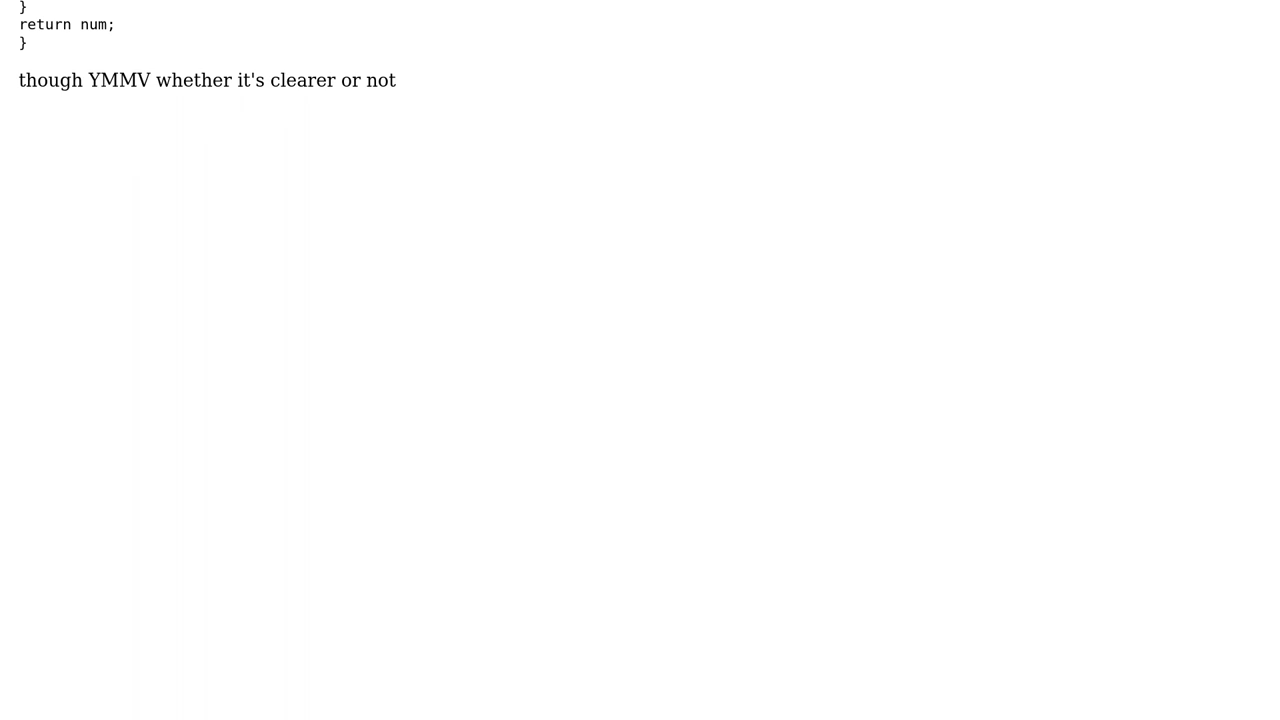 }
return num;
}
though YMMV whether it's clearer or not